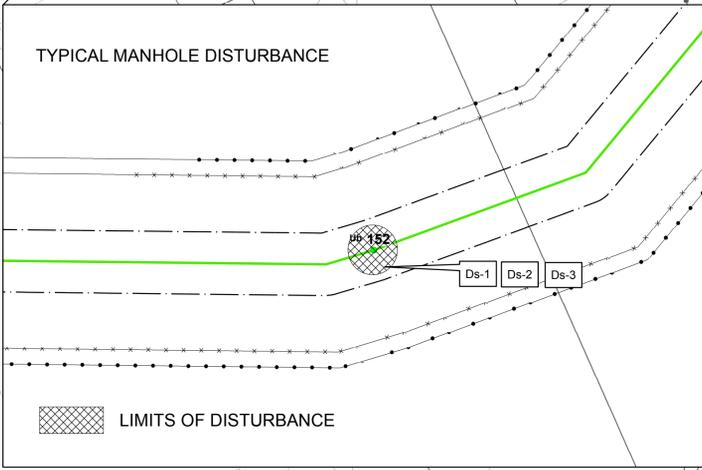 TYPICAL MANHOLE DISTURBANCE
Ub 152
Ds-1 Ds-2 Ds-3
LIMITS OF DISTURBANCE